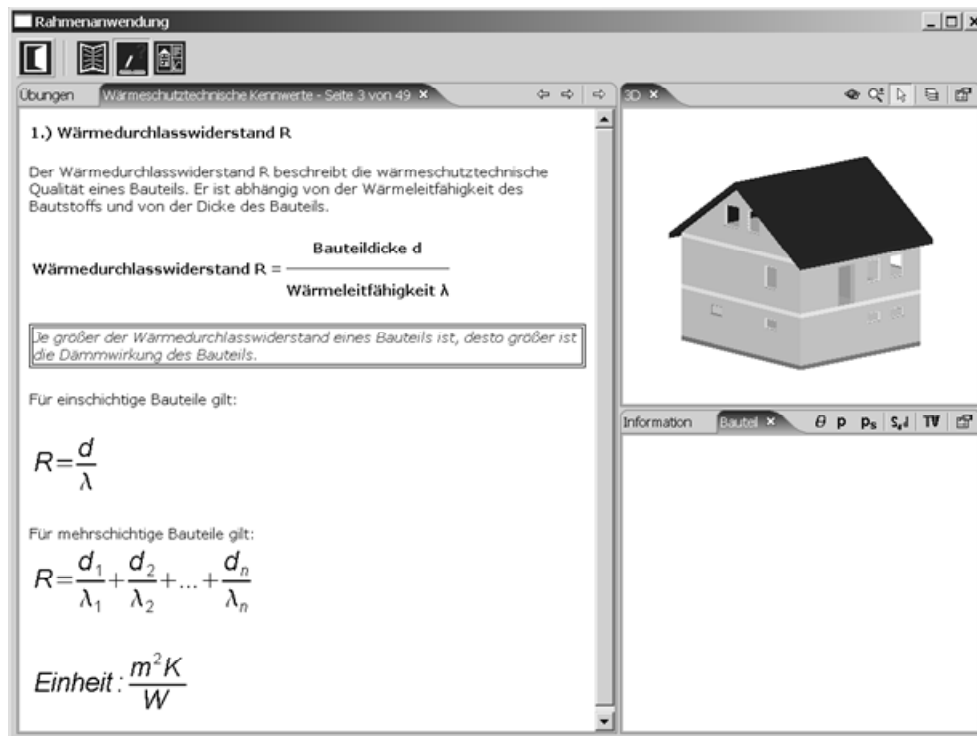 Rahmenanwendung
Übungen
Wärmeschutztechnische Kennwerte - Seite 3 von 49
1.) Wärmedurchlasswiderstand R
Der Wärmedurchlasswiderstand R beschreibt die wärmeschutztechnische
Qualität eines Bauteils. Er ist abhängig von der Wärmeleitfähigkeit des
Bautstoffs und von der Dicke des Bauteils.
Wärmedurchlasswiderstand R = Bauteildicke d / Wärmeleitfähigkeit λ
Je größer der Wärmedurchlasswiderstand eines Bauteils ist, desto größer ist
die Dämmwirkung des Bauteils.
Für einschichtige Bauteile gilt:
R = d / λ
Für mehrschichtige Bauteile gilt:
R = d₁ / λ₁ + d₂ / λ₂ + ... + dₙ / λₙ
Einheit : m²K / W
3D
Information
Bauteil
θ p pₛ